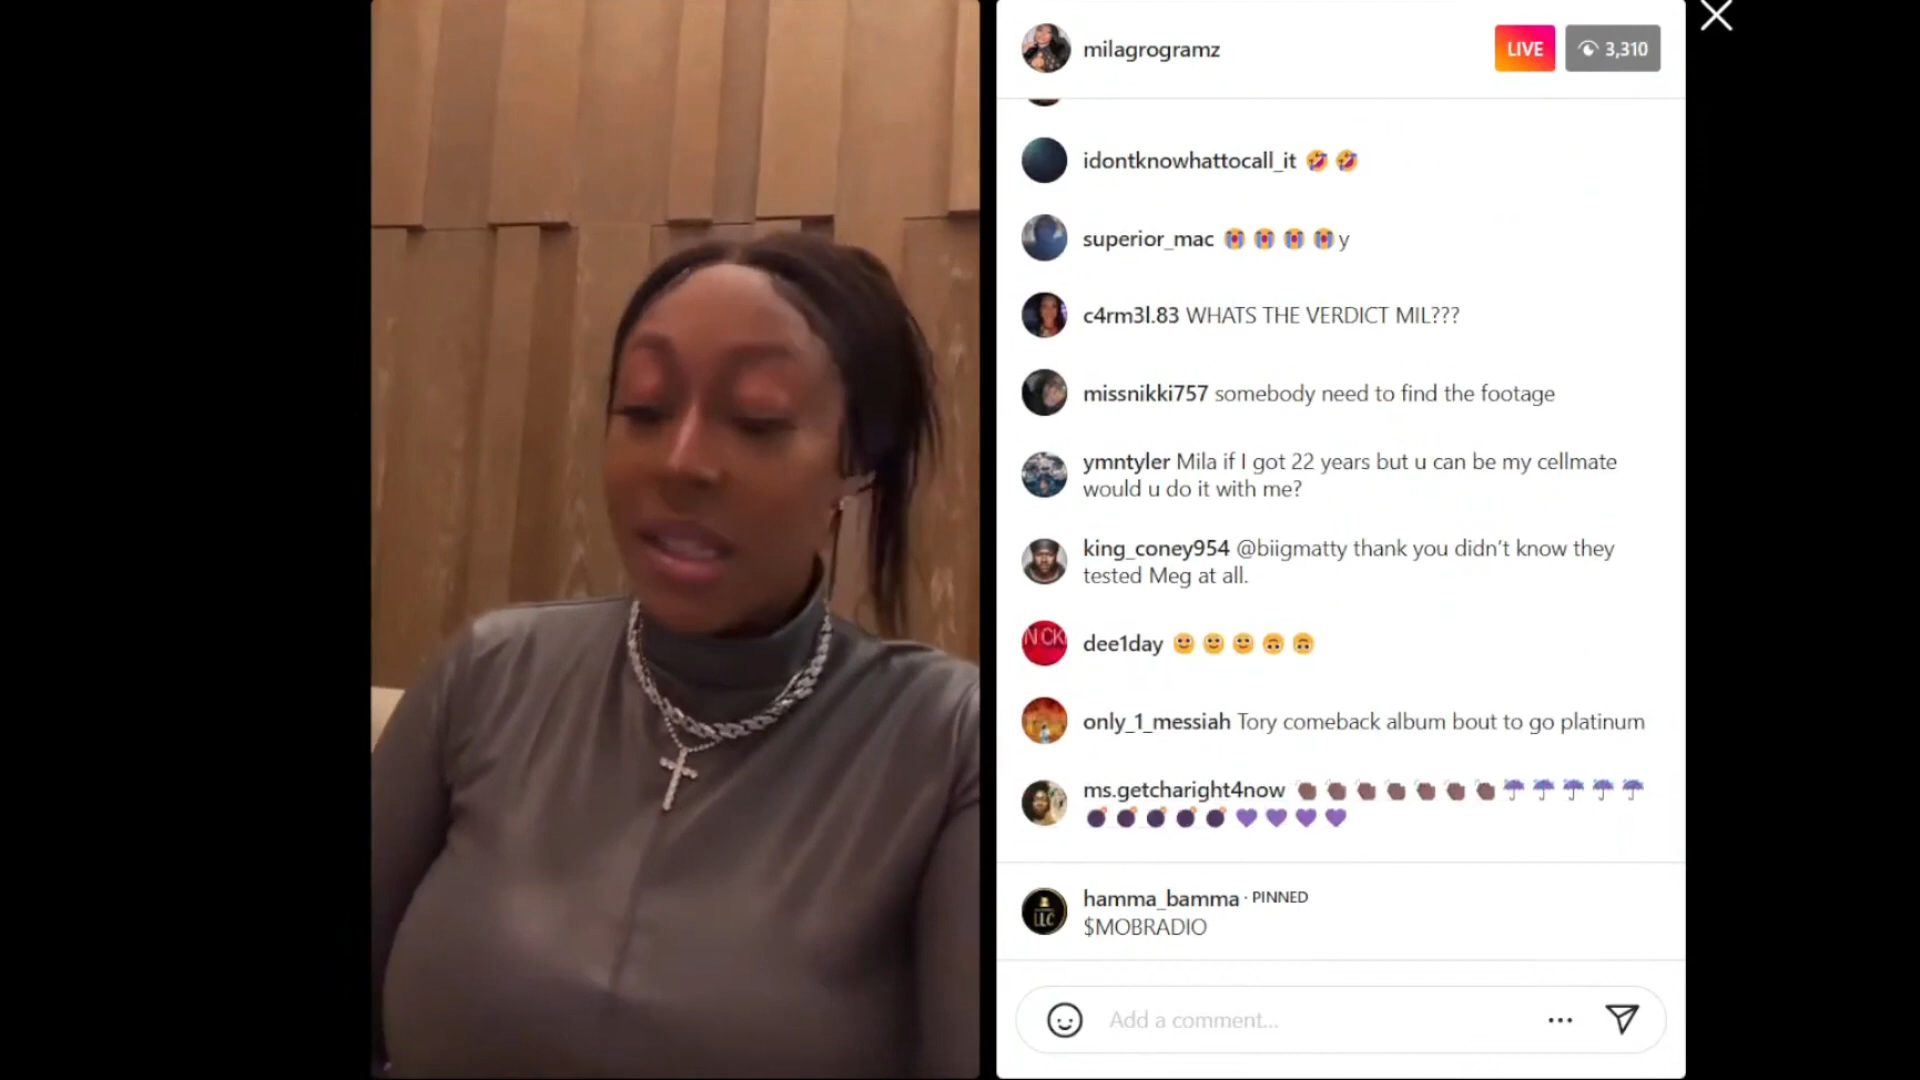 milagrogramz
LIVE
3,310
idontknowhattocall_it 🤣 🤣
superior_mac 😭 😭 😭 😭 y
c4rm3l.83 WHATS THE VERDICT MIL???
missnikki757 somebody need to find the footage
ymntyler Mila if I got 22 years but u can be my cellmate
would u do it with me?
king_coney954 @biigmatty thank you didn't know they
tested Meg at all.
NICK
dee1day 🙂 🙂 🙂 🙃 🙃
only_1_messiah Tory comeback album bout to go platinum
ms.getcharight4now 👏🏿 👏🏿 👏🏿 👏🏿 👏🏿 👏🏿 👏🏿 ☔ ☔ ☔ ☔ ☔
💣 💣 💣 💣 💣 💜 💜 💜 💜
LLC
hamma_bamma · PINNED
$MOBRADIO
Add a comment...